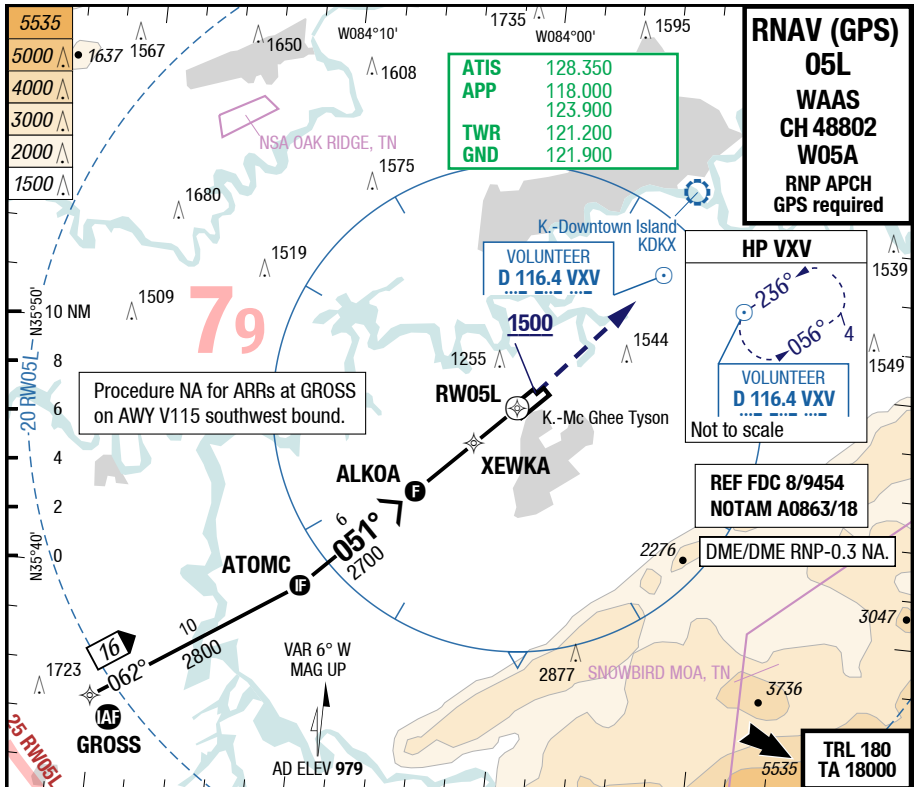 5535
5000
4000
3000
2000
1500
1637
1567
1650
W084°10'
1608
1735
W084°00'
1595
RNAV (GPS)
05L
WAAS
CH 48802
W05A
RNP APCH
GPS required
ATIS 128.350
APP 118.000
123.900
TWR 121.200
GND 121.900
NSA OAK RIDGE, TN
1575
1680
1519
1509
79
K.-Downtown Island
KDKX
VOLUNTEER
D 116.4 VXV
HP VXV
236°
056°
4
VOLUNTEER
D 116.4 VXV
Not to scale
1539
1549
N35°50'
10 NM
8
6
4
2
0
N35°40'
20 RW05L
25 RW05L
Procedure NA for ARRs at GROSS
on AWY V115 southwest bound.
1500
1255
1544
RW05L
K.-Mc Ghee Tyson
XEWKA
ALKOA
F
6
051°
2700
ATOMC
IF
10
2800
16
062°
1723
IAF
GROSS
VAR 6° W
MAG UP
AD ELEV 979
REF FDC 8/9454
NOTAM A0863/18
DME/DME RNP-0.3 NA.
2276
3047
2877
SNOWBIRD MOA, TN
3736
5535
TRL 180
TA 18000